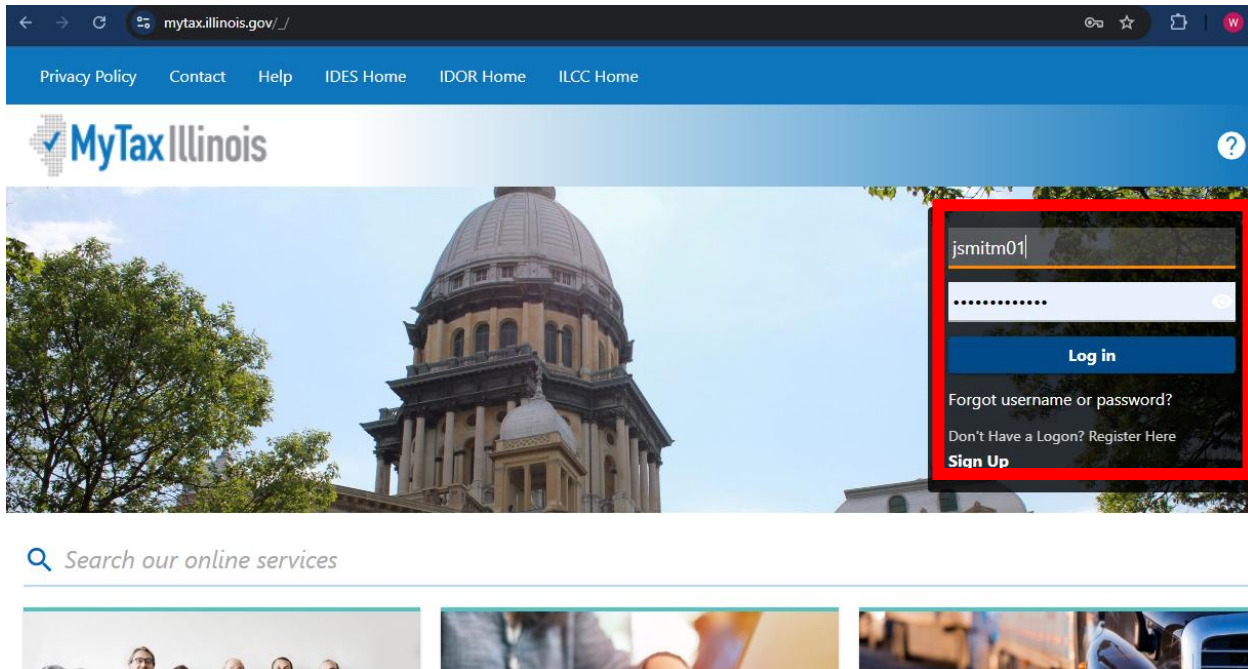 mytax.illinois.gov/_/
W
Privacy Policy Contact Help IDES Home IDOR Home ILCC Home
MyTax Illinois
?
jsmitm01
•••••••••••••
Log in
Forgot username or password?
Don't Have a Logon? Register Here
Sign Up
Search our online services